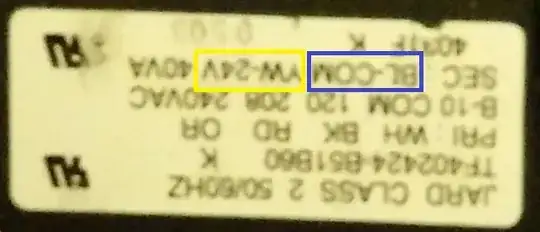 JARD CLASS 2 50/60HZ
TF402424-B51B60 K
PRI: WH BK RD OR
B-10 COM 120 208 240VAC
SEC BL-COM YW-24V 40VA
K